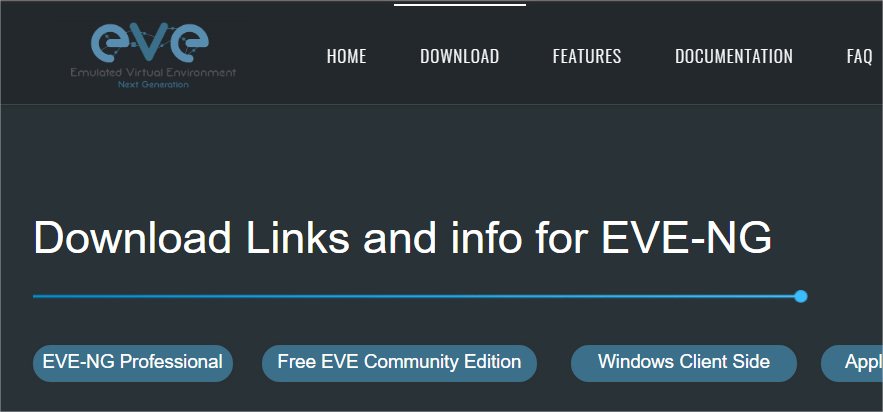 eve
Emulated Virtual Environment
Next Generation
HOME DOWNLOAD FEATURES DOCUMENTATION FAQ
Download Links and info for EVE-NG
EVE-NG Professional Free EVE Community Edition Windows Client Side Appl